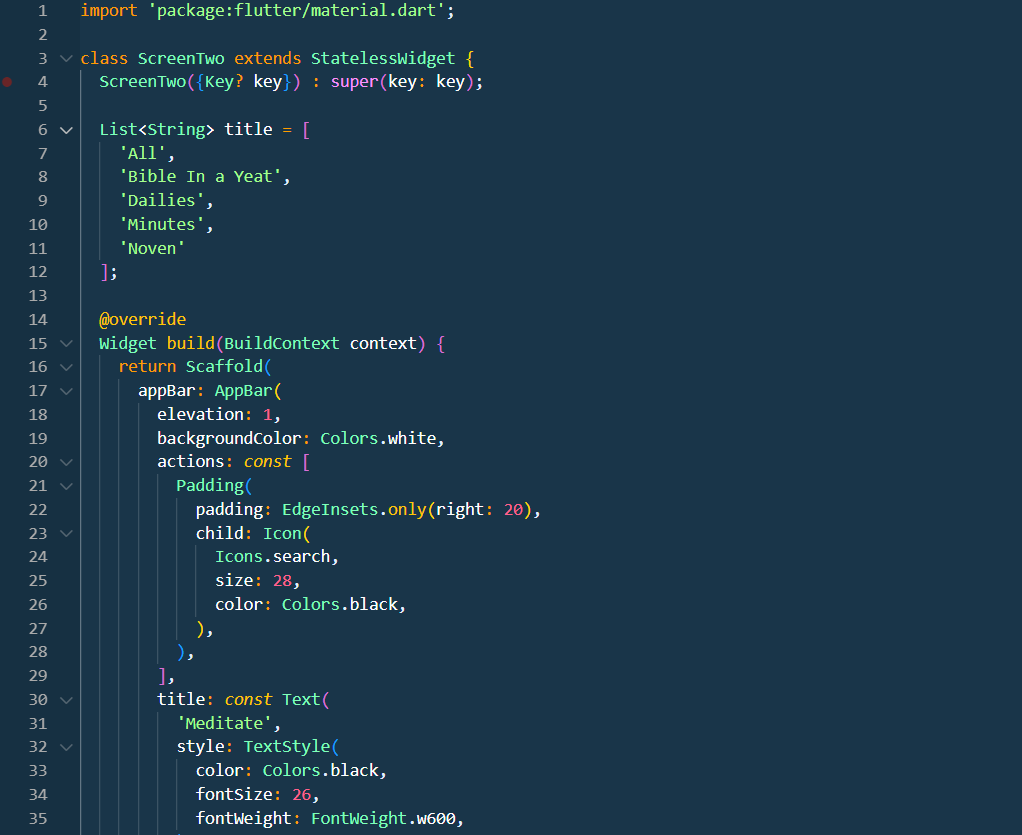 1 import 'package:flutter/material.dart';
2
3 class ScreenTwo extends StatelessWidget {
4 ScreenTwo({Key? key}) : super(key: key);
5
6 List<String> title = [
7 'All',
8 'Bible In a Yeat',
9 'Dailies',
10 'Minutes',
11 'Noven'
12 ];
13
14 @override
15 Widget build(BuildContext context) {
16 return Scaffold(
17 appBar: AppBar(
18 elevation: 1,
19 backgroundColor: Colors.white,
20 actions: const [
21 Padding(
22 padding: EdgeInsets.only(right: 20),
23 child: Icon(
24 Icons.search,
25 size: 28,
26 color: Colors.black,
27 ),
28 ),
29 ],
30 title: const Text(
31 'Meditate',
32 style: TextStyle(
33 color: Colors.black,
34 fontSize: 26,
35 fontWeight: FontWeight.w600,